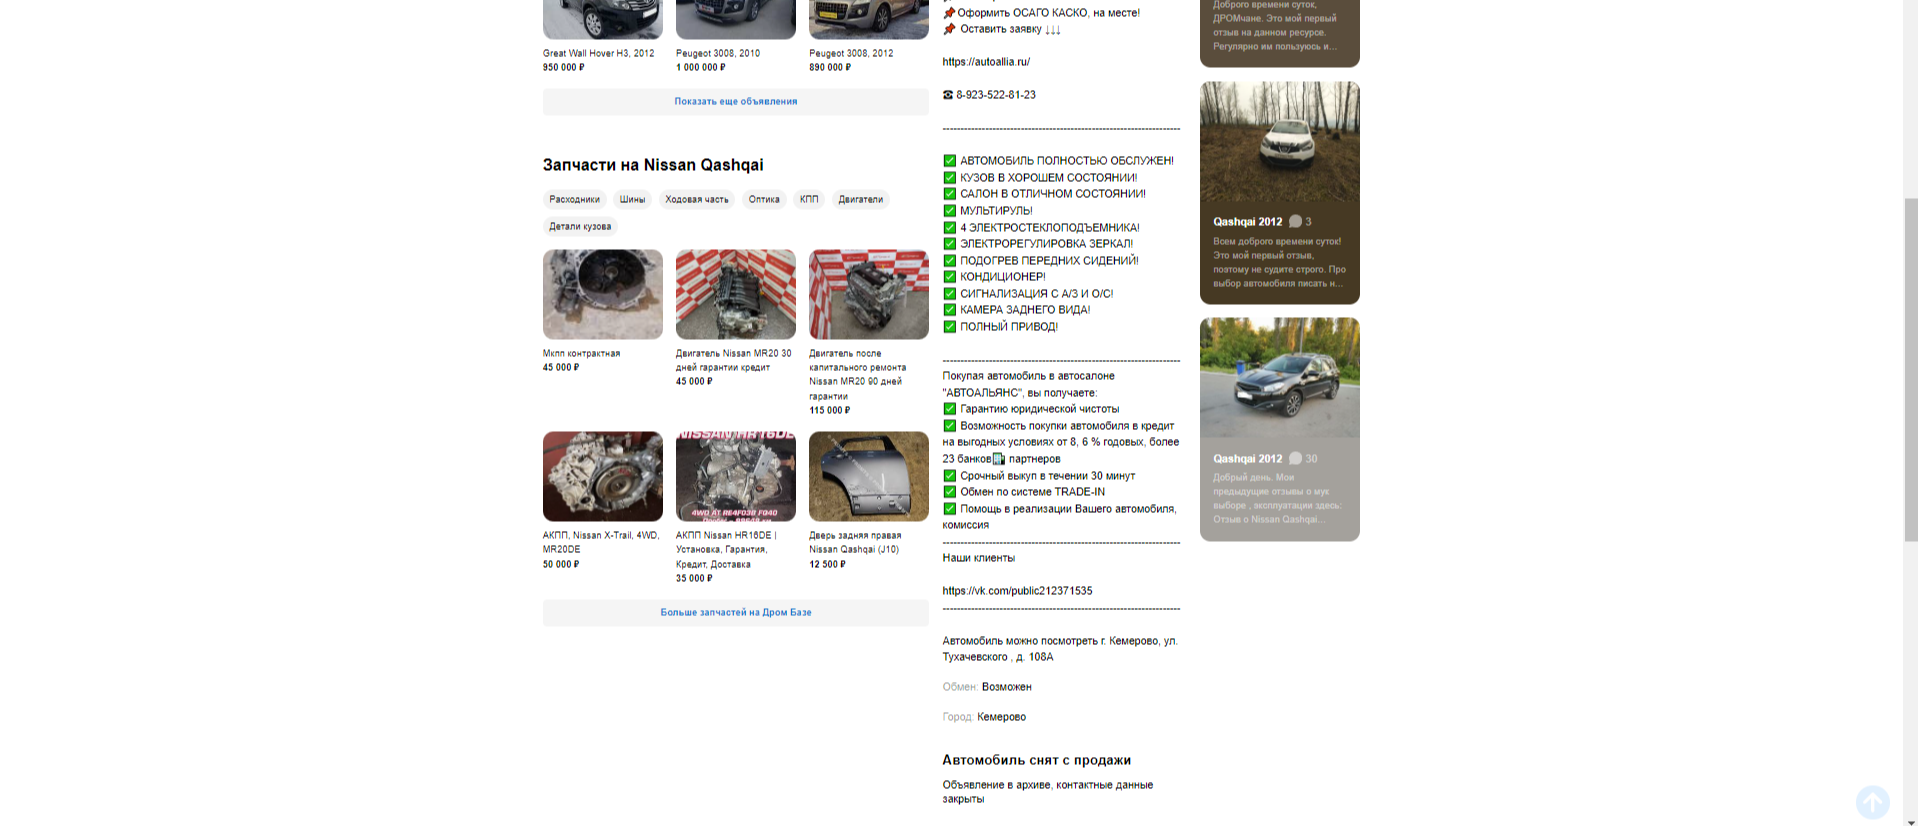 Great Wall Hover H3, 2012
950 000 ₽
Peugeot 3008, 2010
1 000 000 ₽
Peugeot 3008, 2012
890 000 ₽
Показать еще объявления
Запчасти на Nissan Qashqai
Расходники
Шины
Ходовая часть
Оптика
КПП
Двигатели
Детали кузова
Мкпп контрактная
45 000 ₽
Двигатель Nissan MR20 30
дней гарантии кредит
45 000 ₽
Двигатель после
капитального ремонта
Nissan MR20 90 дней
гарантии
115 000 ₽
NISSAN HR16DE
4WD AT RE4F03B FQ40
АКПП, Nissan X-Trail, 4WD,
MR20DE
50 000 ₽
АКПП Nissan HR16DE |
Установка, Гарантия,
Кредит, Доставка
35 000 ₽
Дверь задняя правая
Nissan Qashqai (J10)
12 500 ₽
Больше запчастей на Дром Базе
📌Оформить ОСАГО КАСКО, на месте!
📌 Оставить заявку ↓↓↓
https://autoallia.ru/
☎ 8-923-522-81-23
------------------------------------------------------------------
✅ АВТОМОБИЛЬ ПОЛНОСТЬЮ ОБСЛУЖЕН!
✅ КУЗОВ В ХОРОШЕМ СОСТОЯНИИ!
✅ САЛОН В ОТЛИЧНОМ СОСТОЯНИИ!
✅ МУЛЬТИРУЛЬ!
✅ 4 ЭЛЕКТРОСТЕКЛОПОДЪЕМНИКА!
✅ ЭЛЕКТРОРЕГУЛИРОВКА ЗЕРКАЛ!
✅ ПОДОГРЕВ ПЕРЕДНИХ СИДЕНИЙ!
✅ КОНДИЦИОНЕР!
✅ СИГНАЛИЗАЦИЯ С А/З И О/С!
✅ КАМЕРА ЗАДНЕГО ВИДА!
✅ ПОЛНЫЙ ПРИВОД!
------------------------------------------------------------------
Покупая автомобиль в автосалоне
"АВТОАЛЬЯНС", вы получаете:
✅ Гарантию юридической чистоты
✅ Возможность покупки автомобиля в кредит
на выгодных условиях от 8, 6 % годовых, более
23 банков🏦 партнеров
✅ Срочный выкуп в течении 30 минут
✅ Обмен по системе TRADE-IN
✅ Помощь в реализации Вашего автомобиля,
комиссия
------------------------------------------------------------------
Наши клиенты
https://vk.com/public212371535
------------------------------------------------------------------
Автомобиль можно посмотреть г. Кемерово, ул.
Тухачевского , д. 108А
Обмен: Возможен
Город: Кемерово
Автомобиль снят с продажи
Объявление в архиве, контактные данные
закрыты
Доброго времени суток,
ДРОМчане. Это мой первый
отзыв на данном ресурсе.
Регулярно им пользуюсь и...
Qashqai 2012 3
Всем доброго времени суток!
Это мой первый отзыв,
поэтому не судите строго. Про
выбор автомобиля писать н...
Qashqai 2012 30
Добрый день. Мои
предыдущие отзывы о мук
выборе , эксплуатации здесь:
Отзыв о Nissan Qashqai...